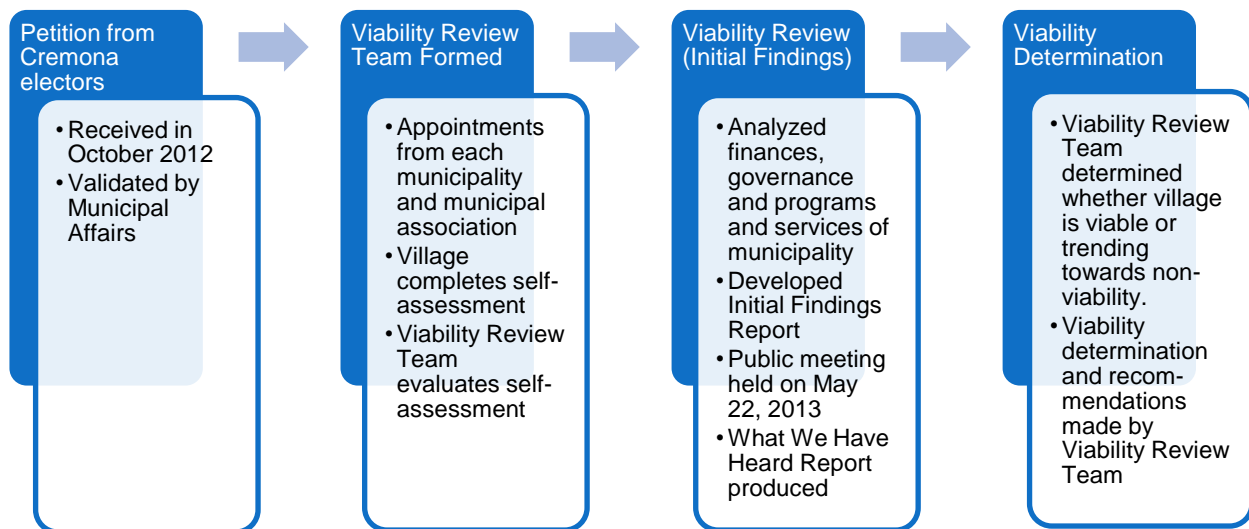 Petition from
Cremona
electors
• Received in
October 2012
• Validated by
Municipal
Affairs
Viability Review
Team Formed
• Appointments
from each
municipality
and municipal
association
• Village
completes self-
assessment
• Viability Review
Team
evaluates self-
assessment
Viability Review
(Initial Findings)
• Analyzed
finances,
governance
and programs
and services of
municipality
• Developed
Initial Findings
Report
• Public meeting
held on May
22, 2013
• What We Have
Heard Report
produced
Viability
Determination
• Viability Review
Team
determined
whether village
is viable or
trending
towards non-
viability.
• Viability
determination
and recom-
mendations
made by
Viability Review
Team